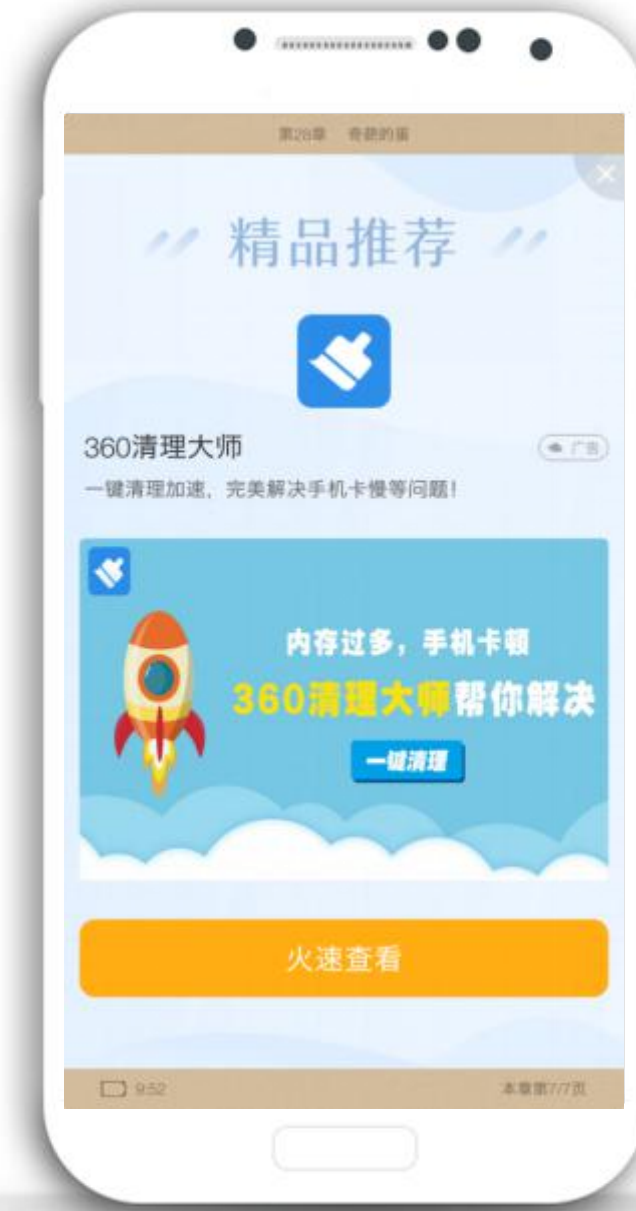 第28章 奇葩的蛋
精品推荐
360清理大师
广告
一键清理加速，完美解决手机卡慢等问题！
内存过多，手机卡顿
360清理大师帮你解决
一键清理
火速查看
9:52
本章第7/7页